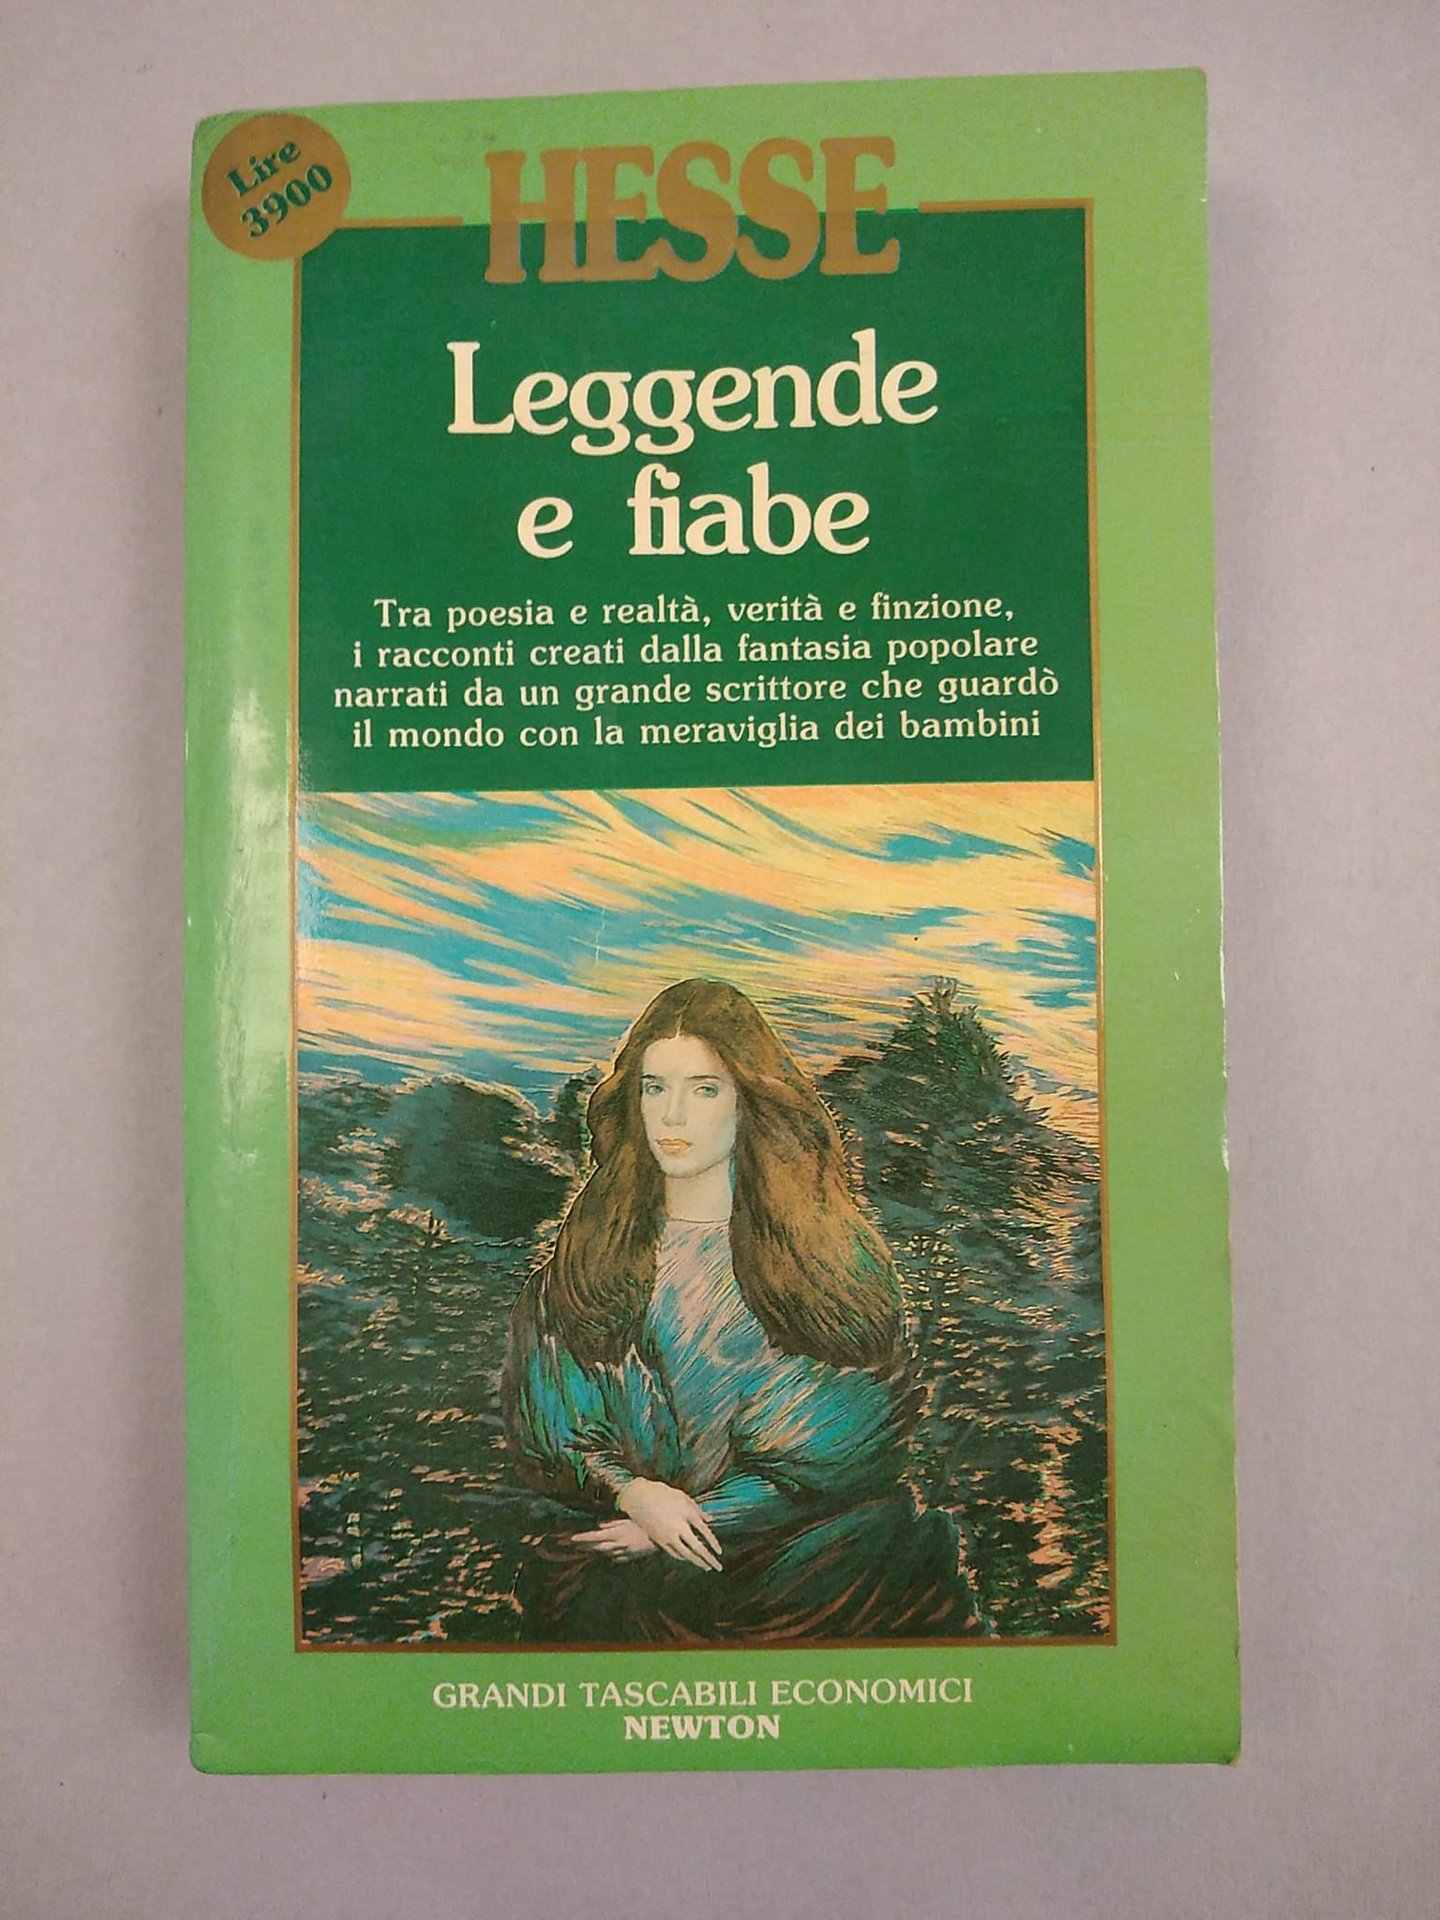 Lire
3900
HESSE
Leggende
e fiabe
Tra poesia e realtà, verità e finzione,
i racconti creati dalla fantasia popolare
narrati da un grande scrittore che guardò
il mondo con la meraviglia dei bambini
GRANDI TASCABILI ECONOMICI
NEWTON